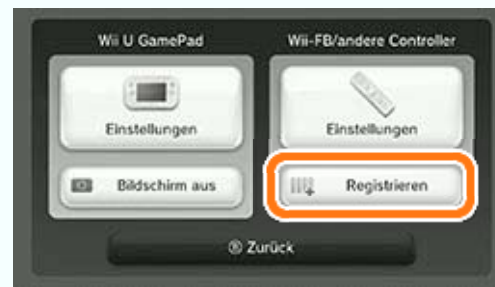 Wii U GamePad
Wii-FB/andere Controller
Einstellungen
Einstellungen
Bildschirm aus
Registrieren
Ⓑ Zurück